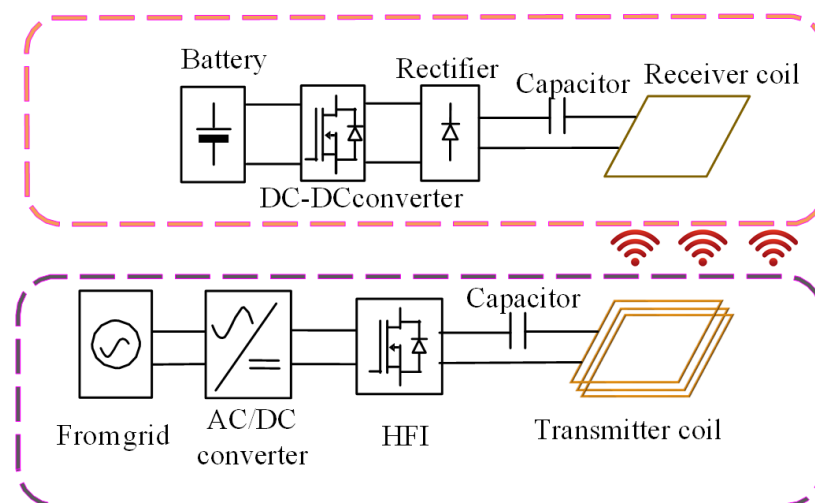 Battery
Rectifier
Capacitor
Receiver coil
DC-DCconverter
Capacitor
Fromgrid
AC/DC
converter
HFI
Transmitter coil